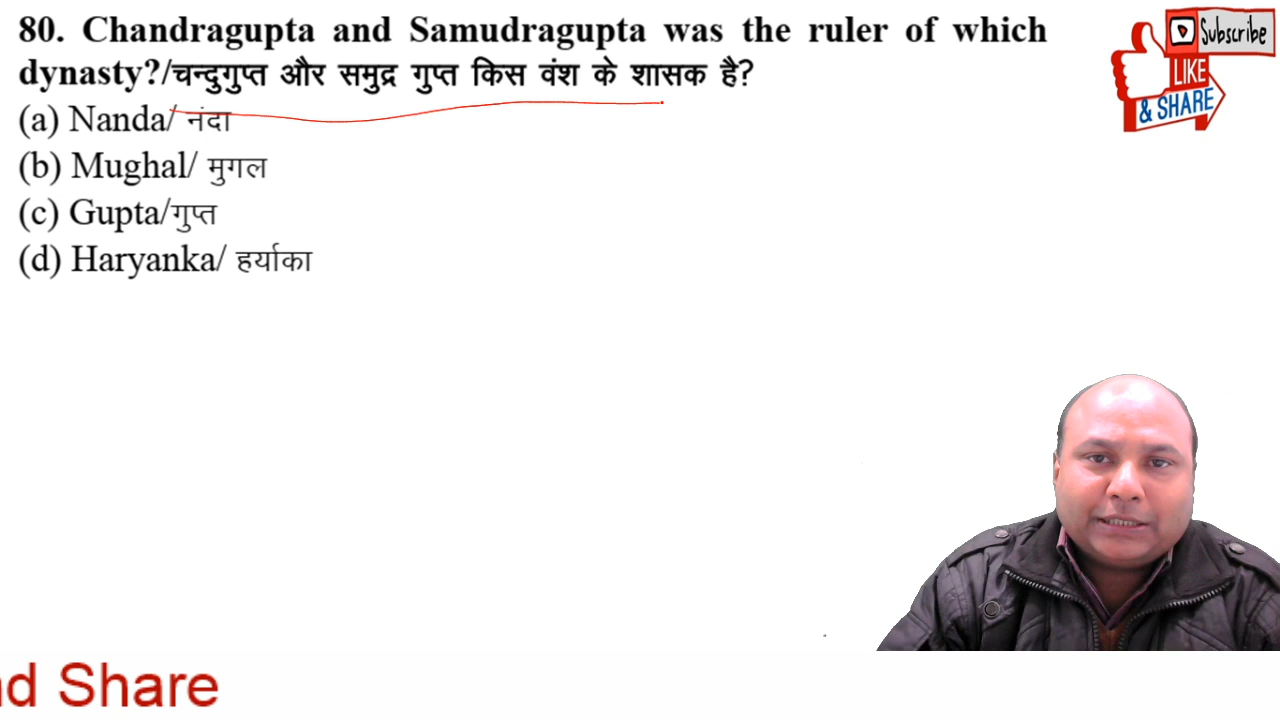 80. Chandragupta and Samudragupta was the ruler of which
dynasty?/चन्दुगुप्त और समुद्र गुप्त किस वंश के शासक है?
(a) Nanda/ नंदा
(b) Mughal/ मुगल
(c) Gupta/गुप्त
(d) Haryanka/ हर्याका
Subscribe
LIKE
& SHARE
nd Share